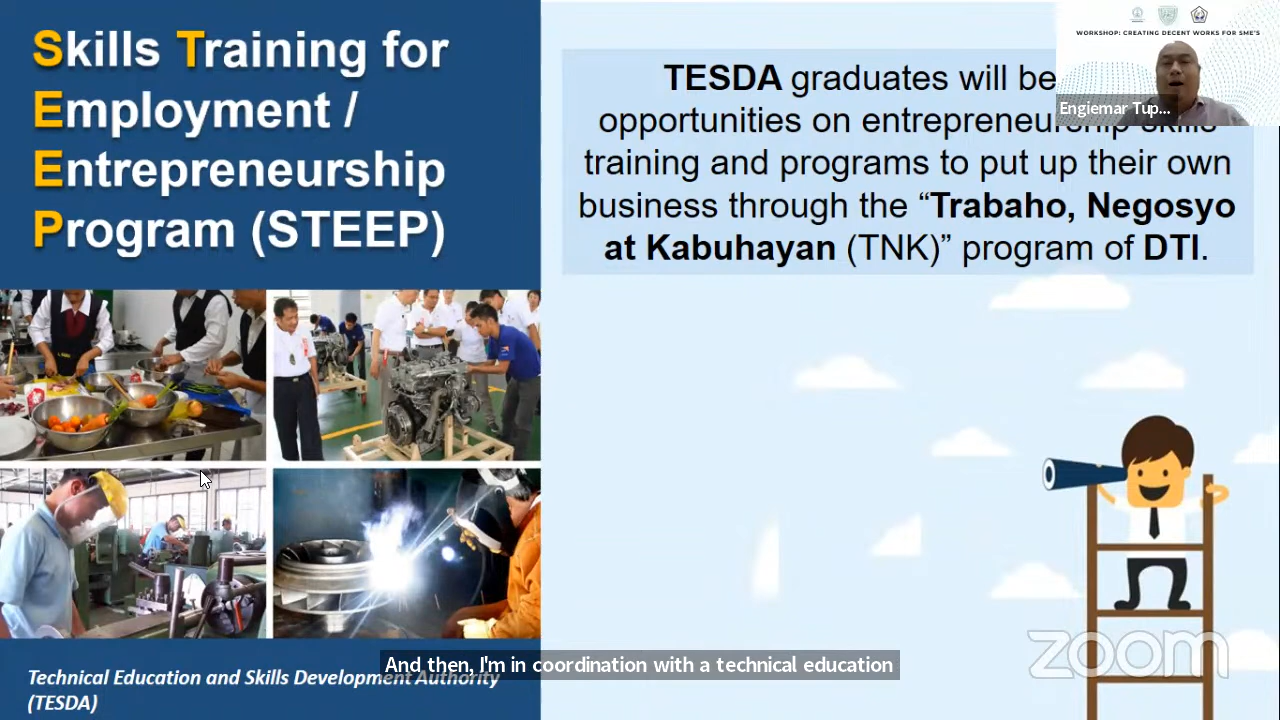 Skills Training for
Employment /
Entrepreneurship
Program (STEEP)
TESDA graduates will be
opportunities on entrepreneurship skills
training and programs to put up their own
business through the “Trabaho, Negosyo
at Kabuhayan (TNK)” program of DTI.
WORKSHOP: CREATING DECENT WORKS FOR SME'S
Engiemar Tup...
And then, I'm in coordination with a technical education
Technical Education and Skills Development Authority
(TESDA)
zoom